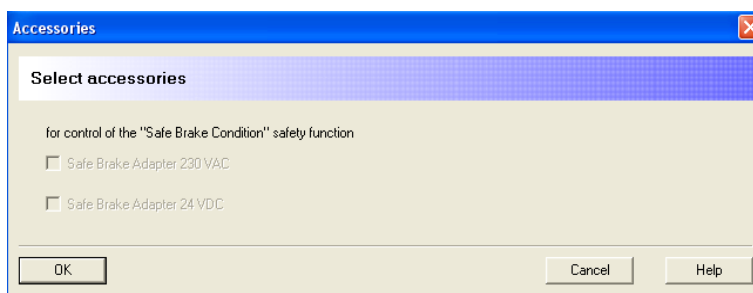 Accessories
Select accessories
for control of the "Safe Brake Condition" safety function
Safe Brake Adapter 230 VAC
Safe Brake Adapter 24 VDC
OK Cancel Help